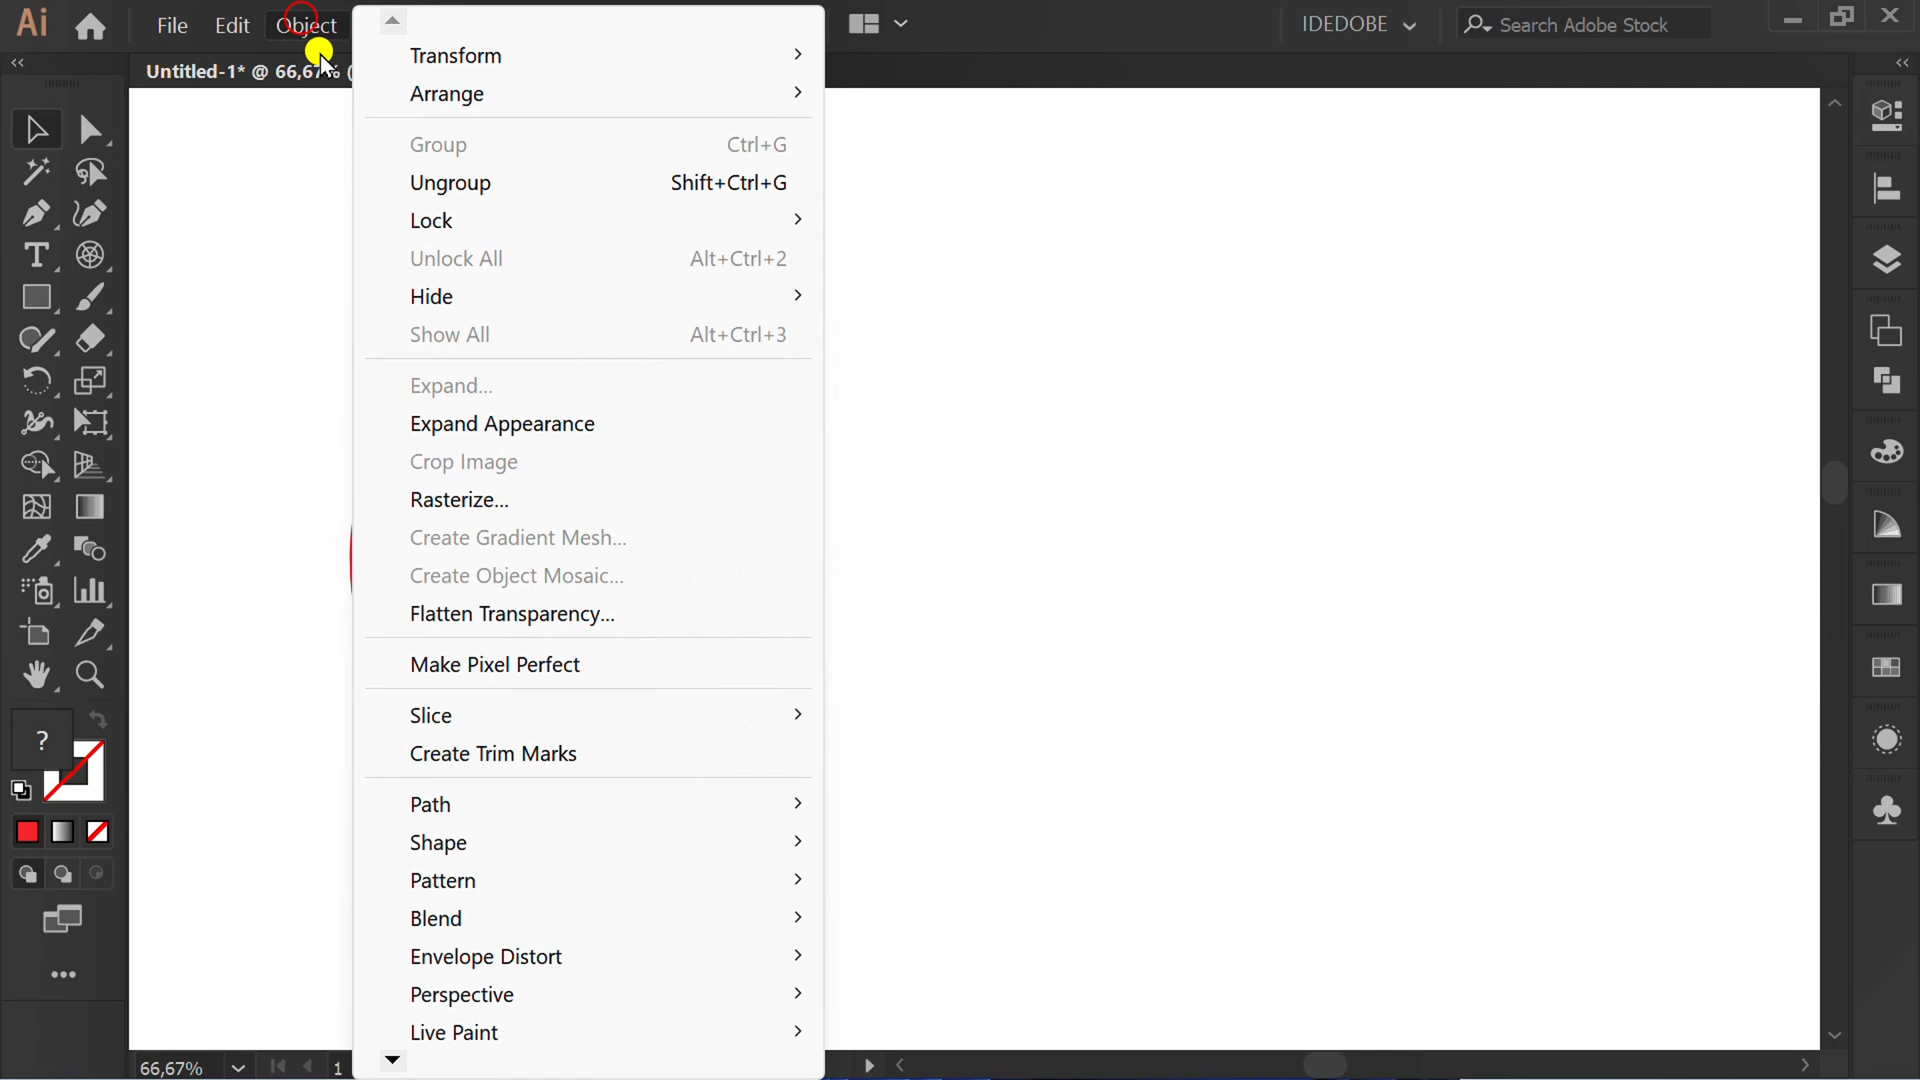 Ai File Edit Object IDEDOBE Search Adobe Stock
Untitled-1* @ 66,67% (
Transform
Arrange
Group Ctrl+G
Ungroup Shift+Ctrl+G
Lock
Unlock All Alt+Ctrl+2
Hide
Show All Alt+Ctrl+3
Expand...
Expand Appearance
Crop Image
Rasterize...
Create Gradient Mesh...
Create Object Mosaic...
Flatten Transparency...
Make Pixel Perfect
?
Slice
Create Trim Marks
Path
Shape
Pattern
Blend
Envelope Distort
Perspective
Live Paint
66,67% 1